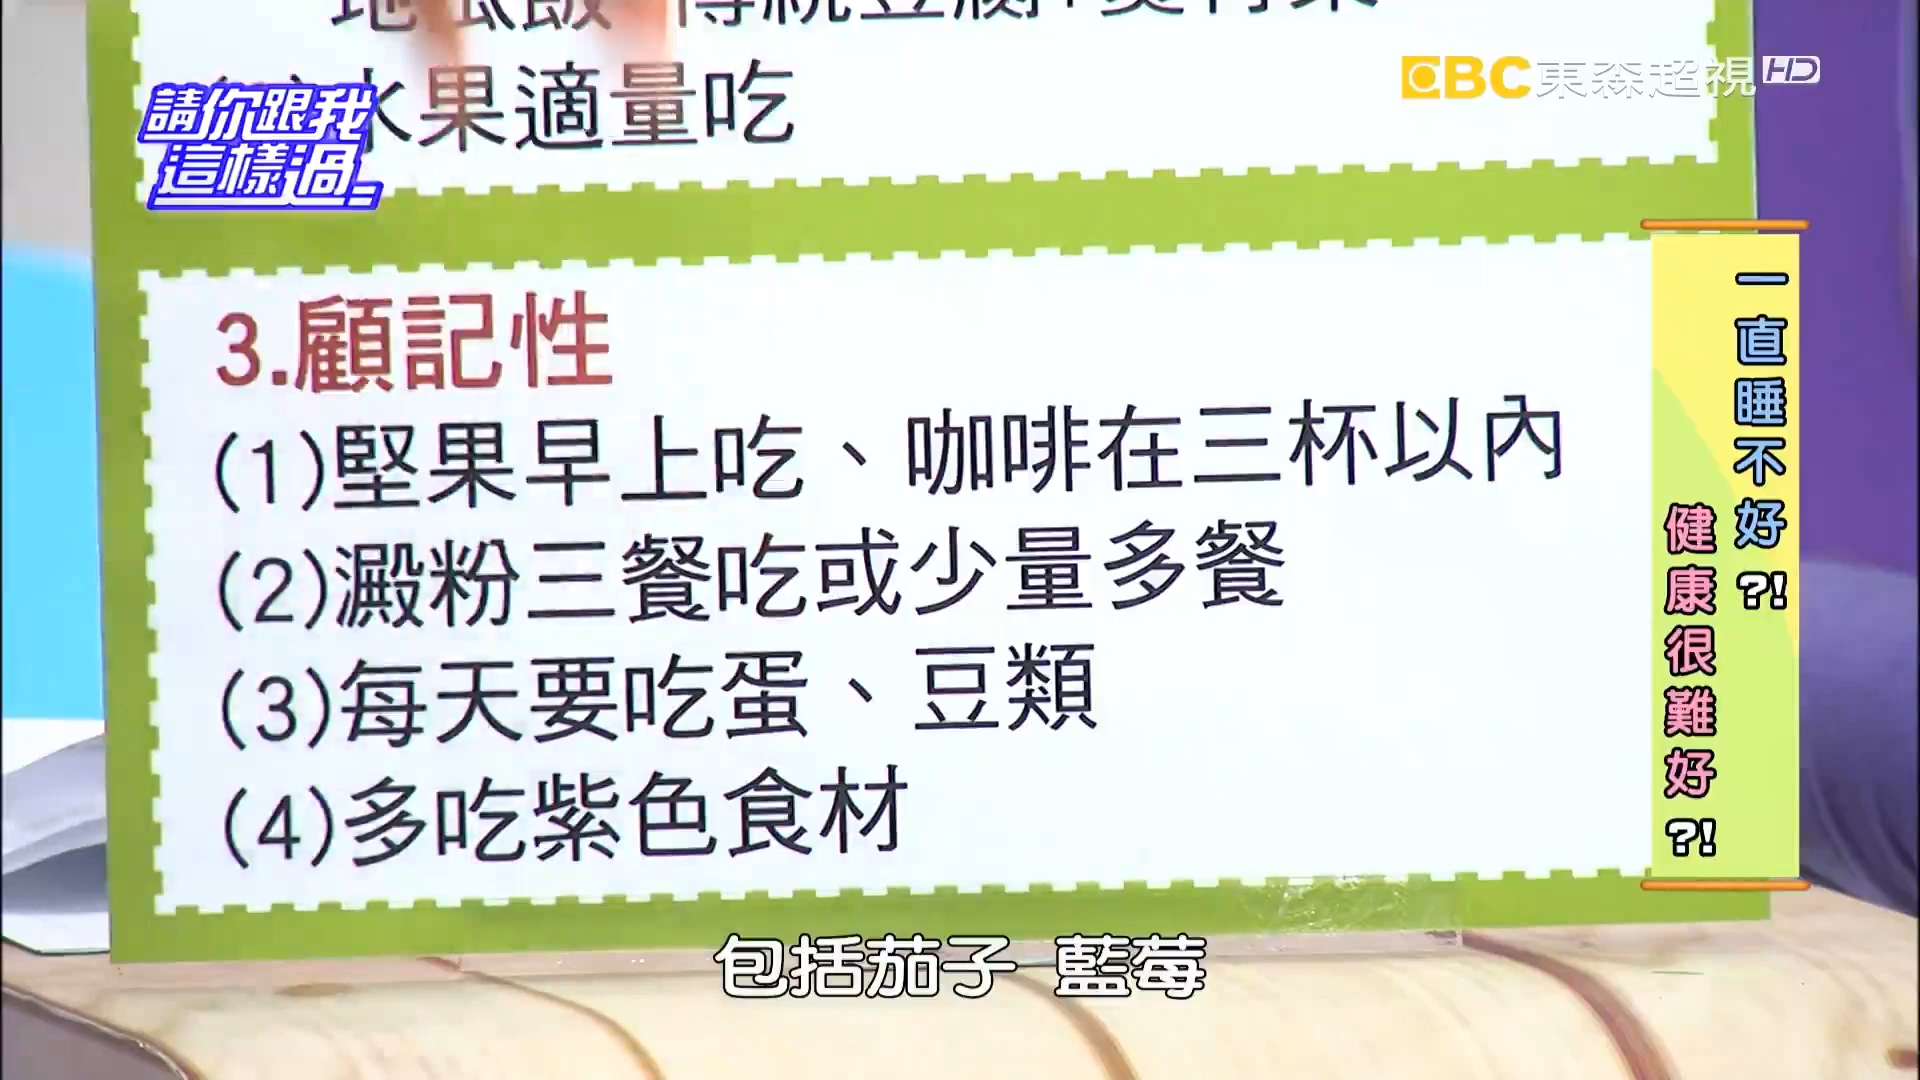 水果適量吃
請你跟我
這樣過
EBC東森超視HD
3.顧記性
(1)堅果早上吃、咖啡在三杯以內
(2)澱粉三餐吃或少量多餐
(3)每天要吃蛋、豆類
(4)多吃紫色食材
一直睡不好?!
健康很難好?!
包括茄子 藍莓